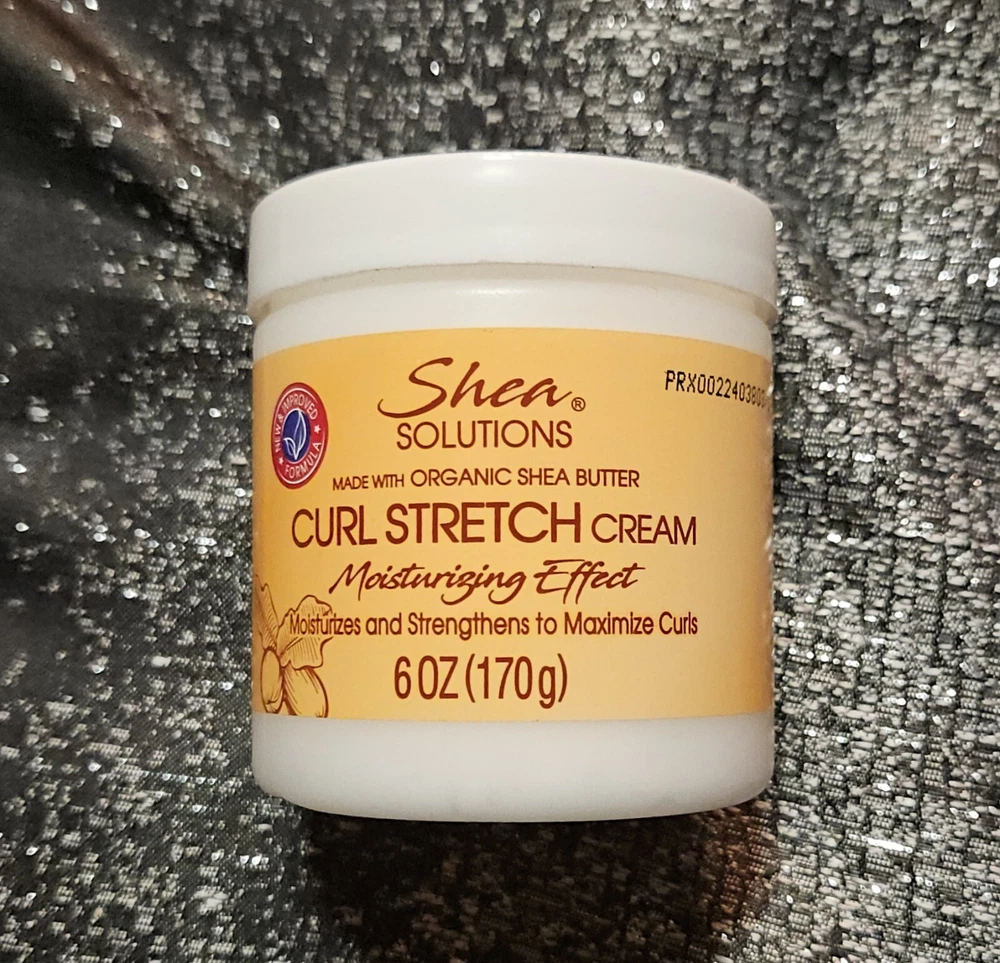 Shea®
SOLUTIONS
NEW & IMPROVED
FORMULA
MADE WITH ORGANIC SHEA BUTTER
CURL STRETCH CREAM
Moisturizing Effect
Moisturizes and Strengthens to Maximize Curls
6 OZ (170g)